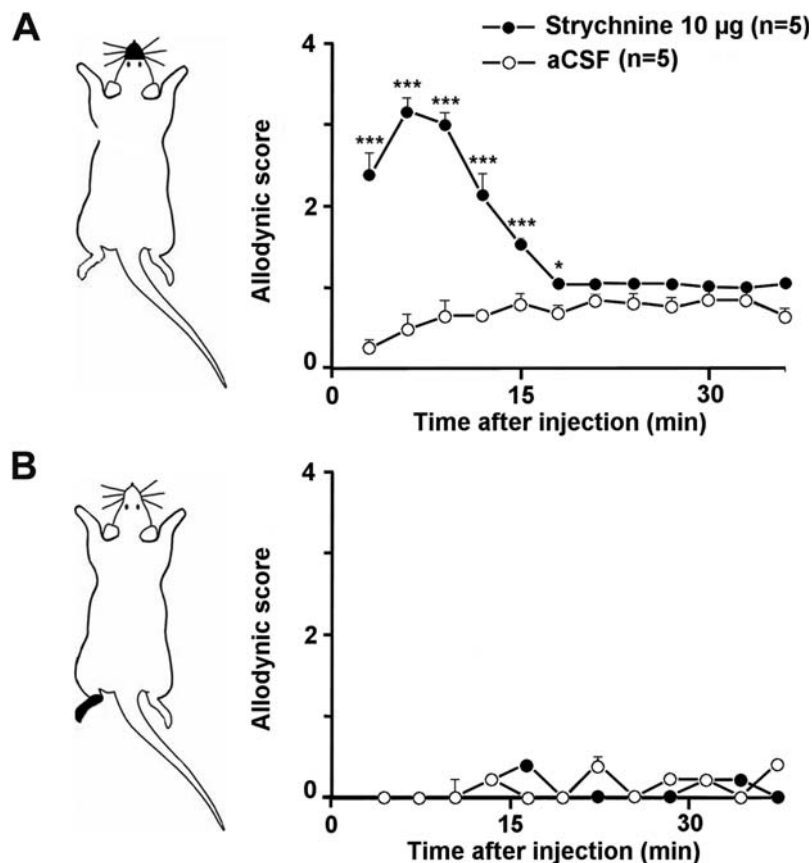 A
Strychnine 10 µg (n=5)
aCSF (n=5)
4
***
***
***
***
***
*
2
0
0
15
30
Allodynic score
Time after injection (min)
B
4
2
0
0
15
30
Allodynic score
Time after injection (min)